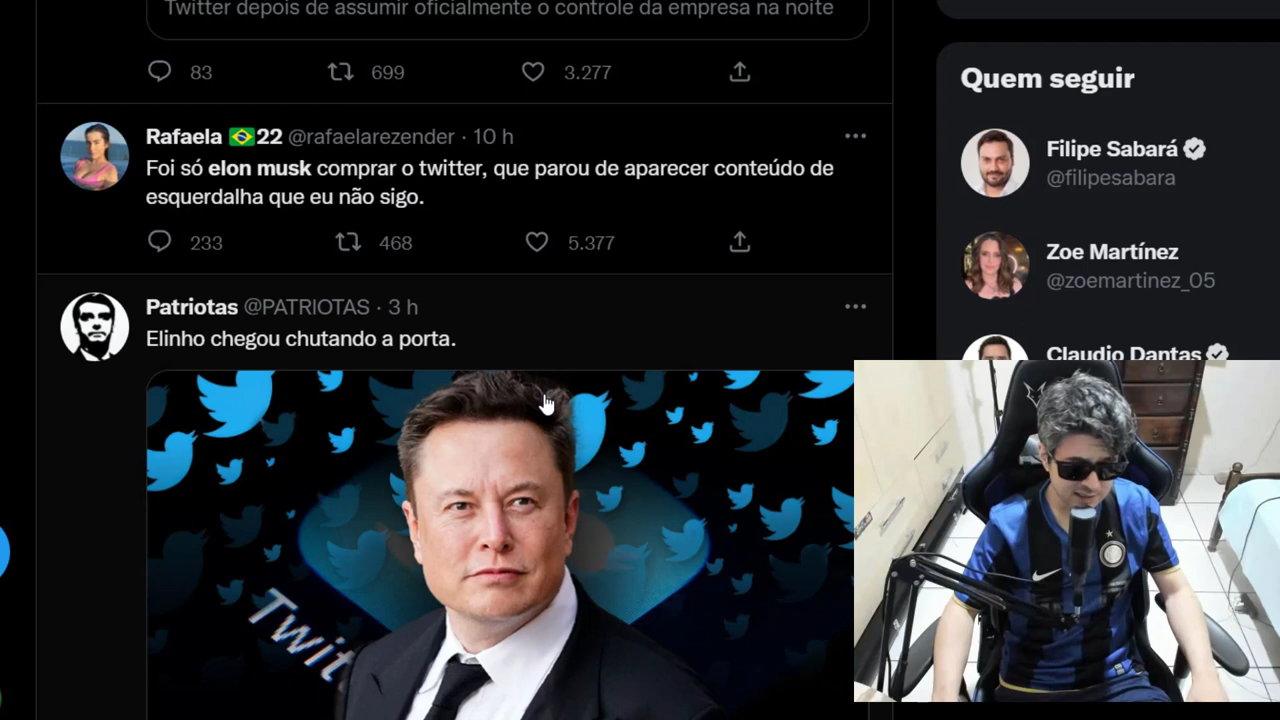 Twitter depois de assumir oficialmente o controle da empresa na noite
83 699 3.277
Rafaela 🇧🇷22 @rafaelarezender · 10 h
Foi só elon musk comprar o twitter, que parou de aparecer conteúdo de
esquerdalha que eu não sigo.
233 468 5.377
Patriotas @PATRIOTAS · 3 h
Elinho chegou chutando a porta.
Twit
Quem seguir
Filipe Sabará
@filipesabara
Zoe Martínez
@zoemartinez_05
Claudio Dantas